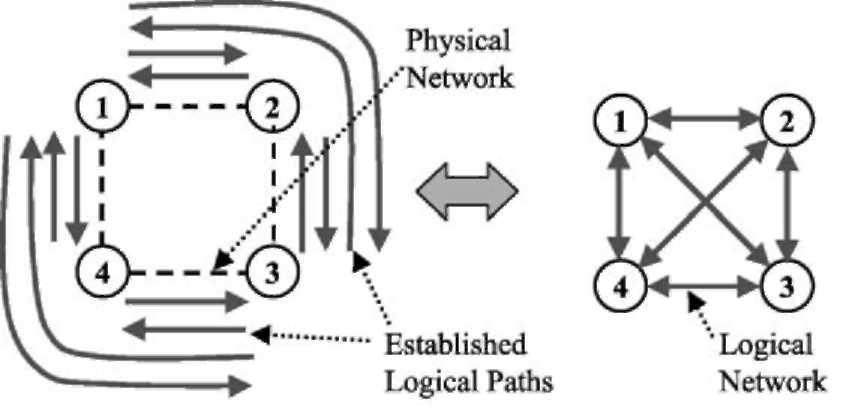 Physical
Network
1
2
4
3
Established
Logical Paths
1
2
4
3
Logical
Network